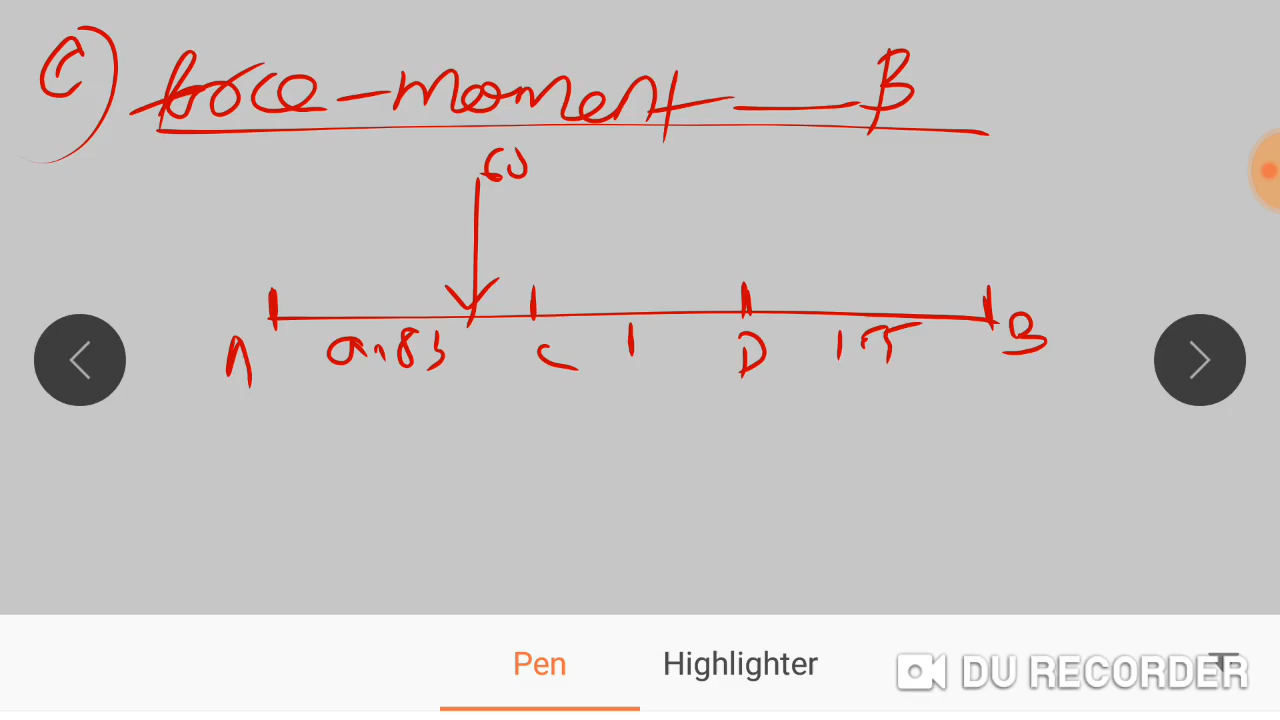 C) force-moment — B
60
A 0.83 C 1 D 1.5 B
Pen Highlighter DU RECORDER